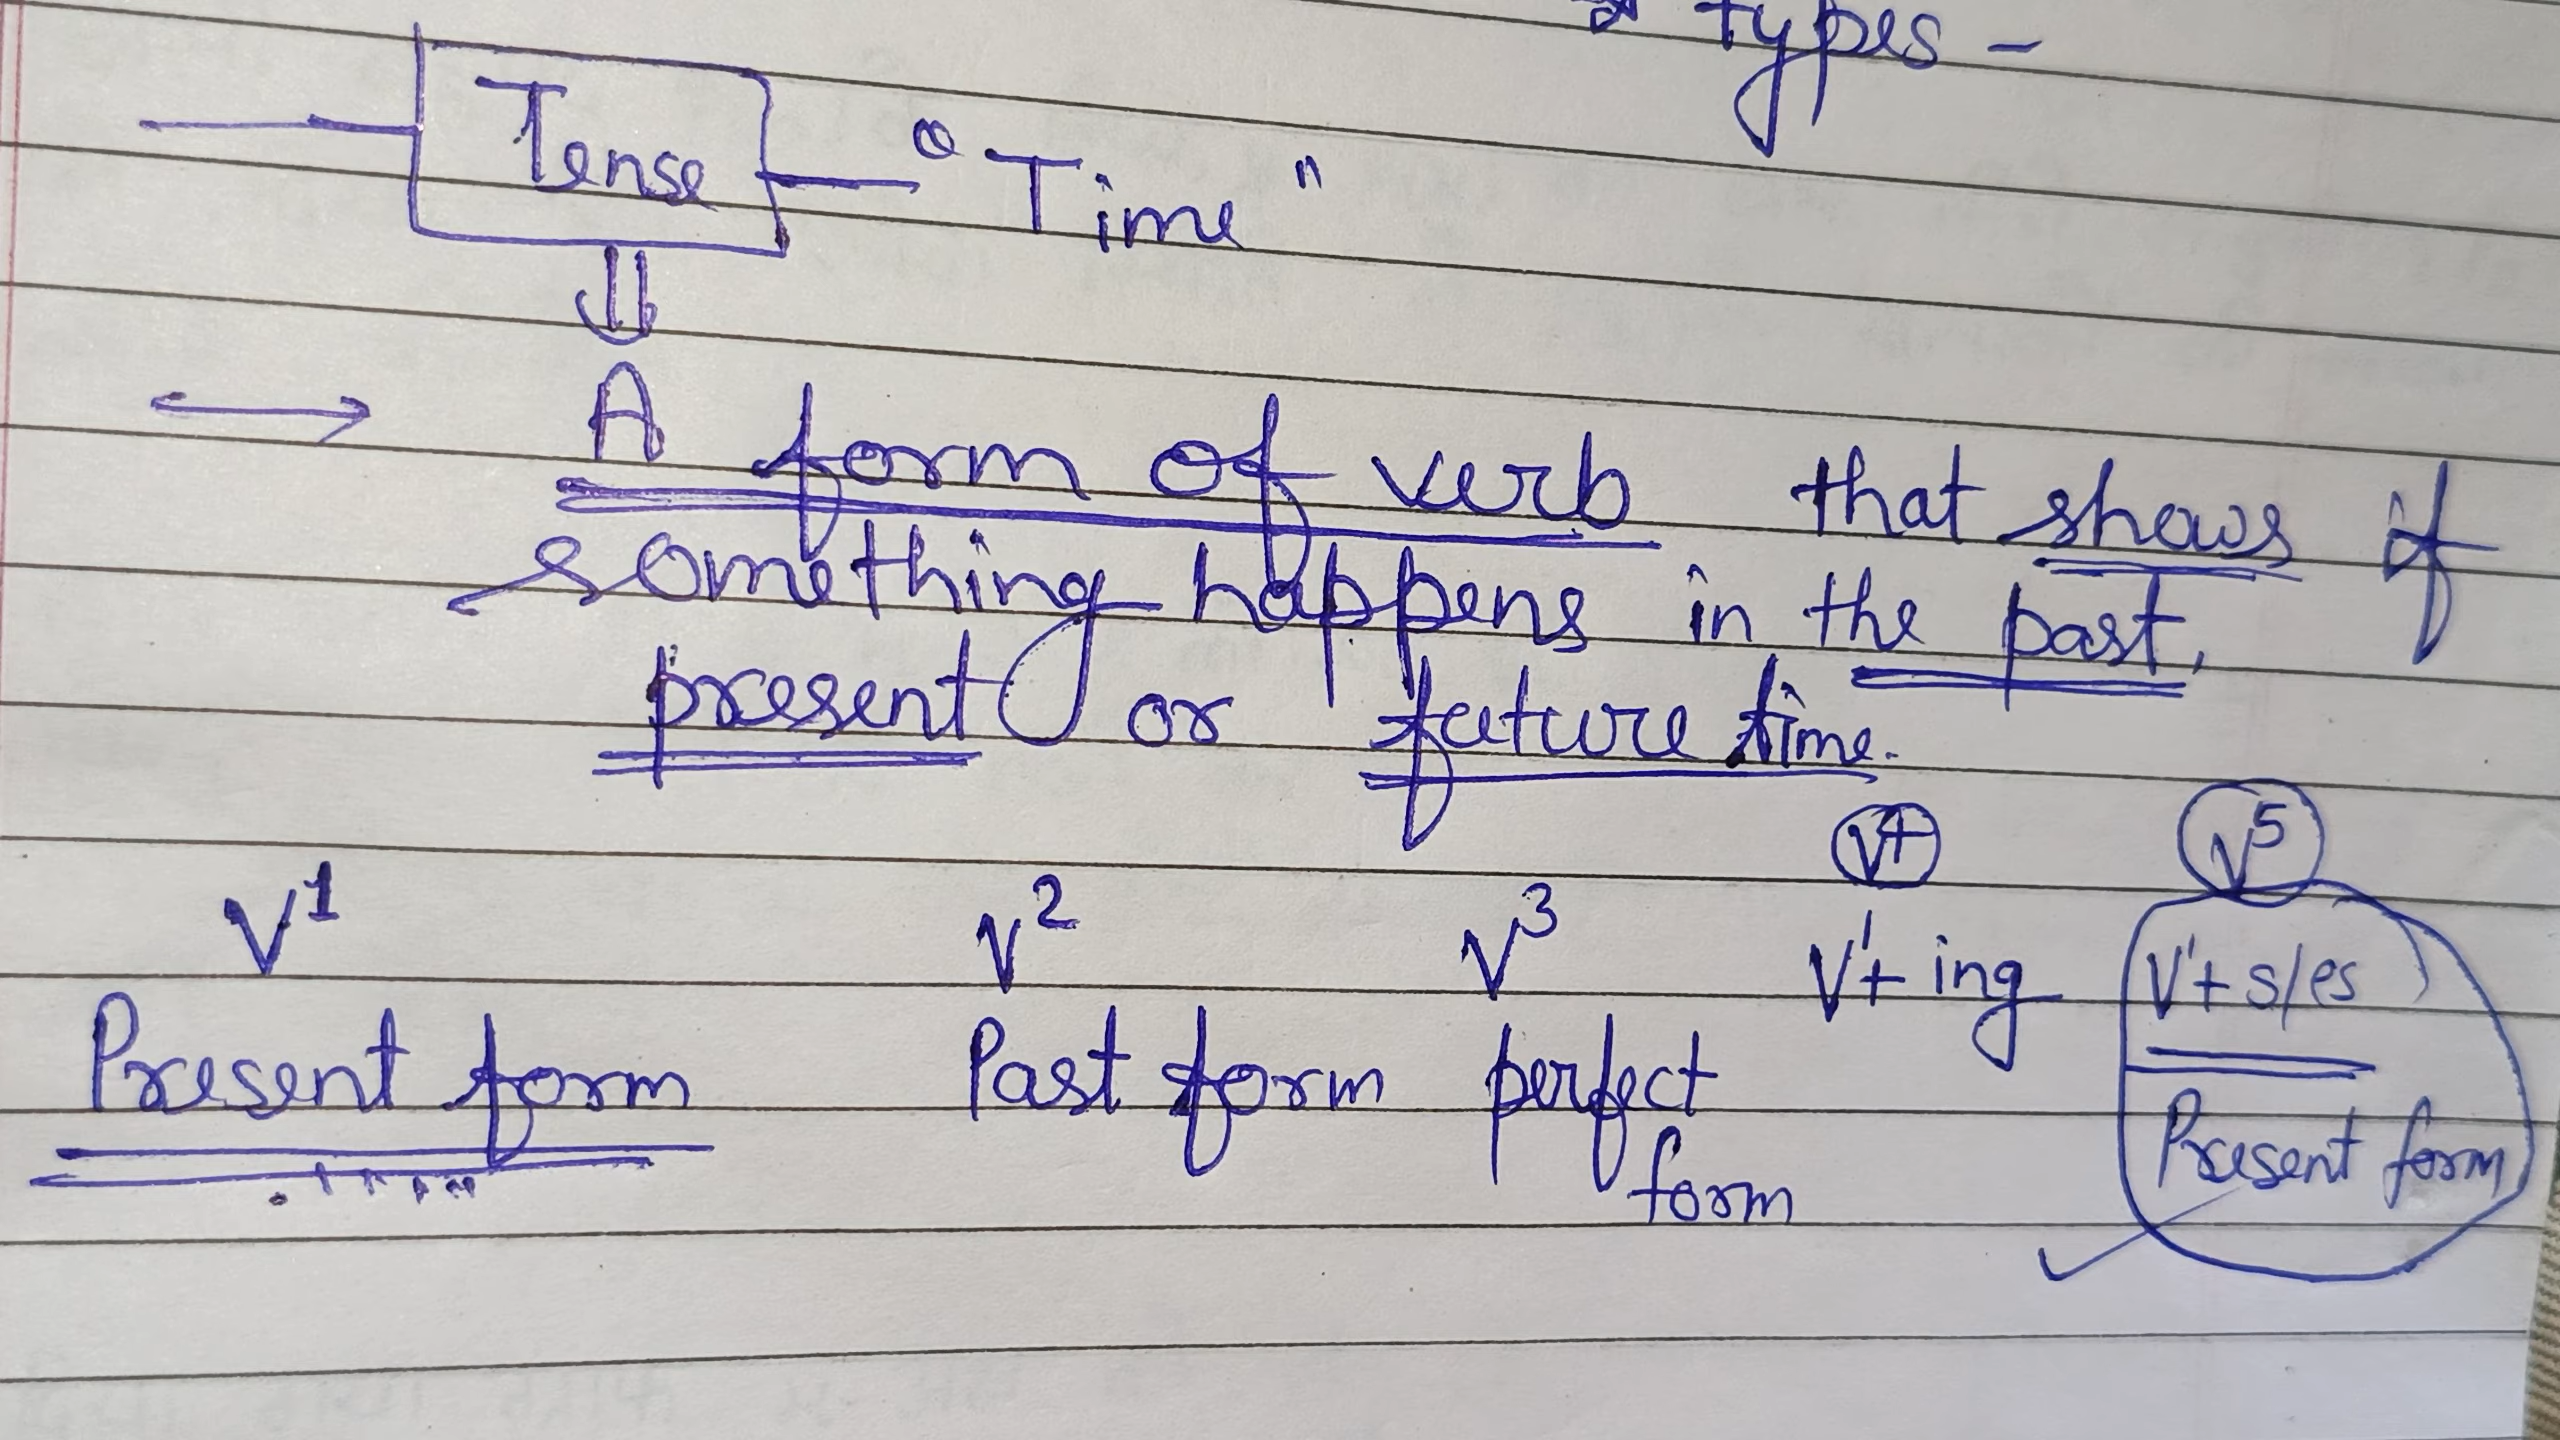 types -
Tense — "Time"
A form of verb that shows if
something happens in the past,
present or future time.
V¹ V² V³ V⁴ V⁵
V¹+ ing V¹+ s/es
Present form Past form perfect form Present form